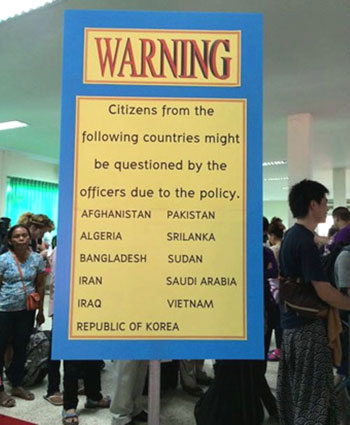 WARNING
Citizens from the
following countries might
be questioned by the
officers due to the policy.
AFGHANISTAN PAKISTAN
ALGERIA SRILANKA
BANGLADESH SUDAN
IRAN SAUDI ARABIA
IRAQ VIETNAM
REPUBLIC OF KOREA